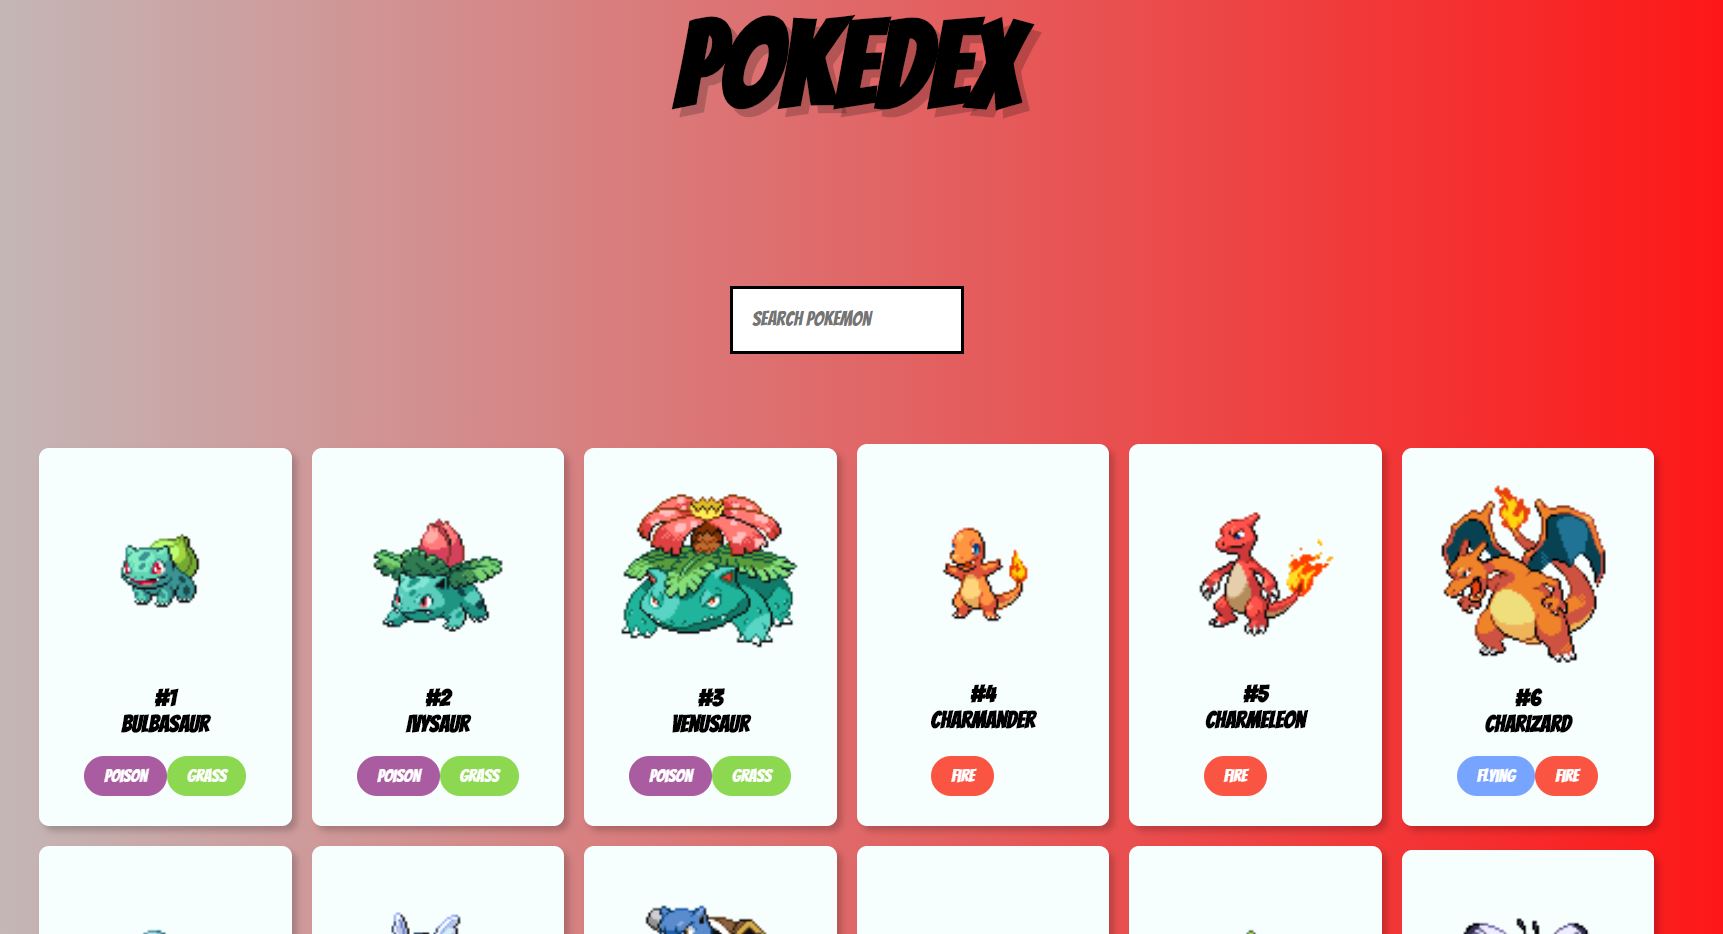 POKEDEX
SEARCH POKEMON
#1
BULBASAUR
POISON GRASS
#2
IVYSAUR
POISON GRASS
#3
VENUSAUR
POISON GRASS
#4
CHARMANDER
FIRE
#5
CHARMELEON
FIRE
#6
CHARIZARD
FLYING FIRE